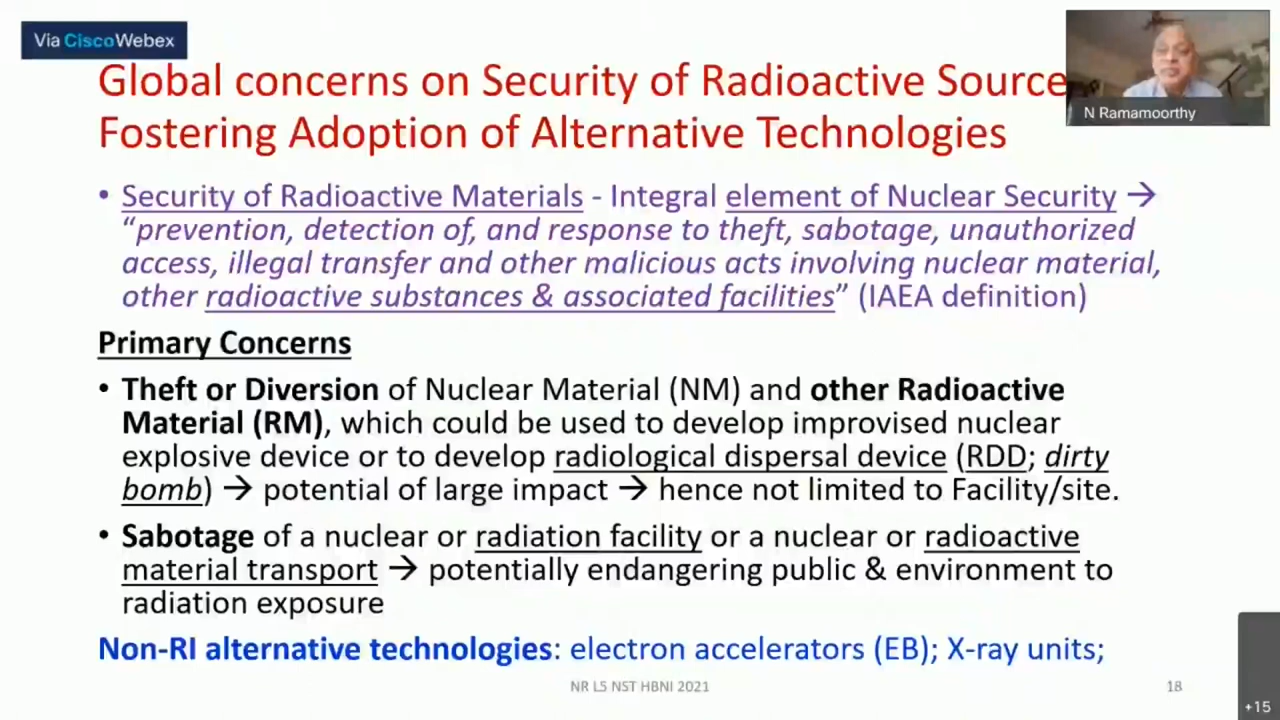 Via CiscoWebex
Global concerns on Security of Radioactive Source
Fostering Adoption of Alternative Technologies
N Ramamoorthy
• Security of Radioactive Materials - Integral element of Nuclear Security →
“prevention, detection of, and response to theft, sabotage, unauthorized
access, illegal transfer and other malicious acts involving nuclear material,
other radioactive substances & associated facilities” (IAEA definition)
Primary Concerns
• Theft or Diversion of Nuclear Material (NM) and other Radioactive
Material (RM), which could be used to develop improvised nuclear
explosive device or to develop radiological dispersal device (RDD; dirty
bomb) → potential of large impact → hence not limited to Facility/site.
• Sabotage of a nuclear or radiation facility or a nuclear or radioactive
material transport → potentially endangering public & environment to
radiation exposure
Non-RI alternative technologies: electron accelerators (EB); X-ray units;
NR L5 NST HBNI 2021
18
+15